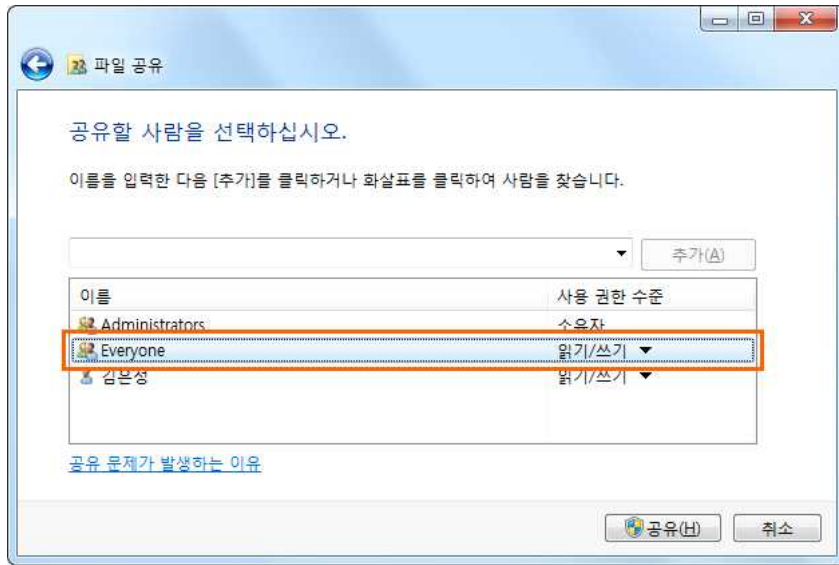 파일 공유
공유할 사람을 선택하십시오.
이름을 입력한 다음 [추가]를 클릭하거나 화살표를 클릭하여 사람을 찾습니다.
추가(A)
이름 사용 권한 수준
Administrators 소유자
Everyone 읽기/쓰기
김은성 읽기/쓰기
공유 문제가 발생하는 이유
공유(H) 취소